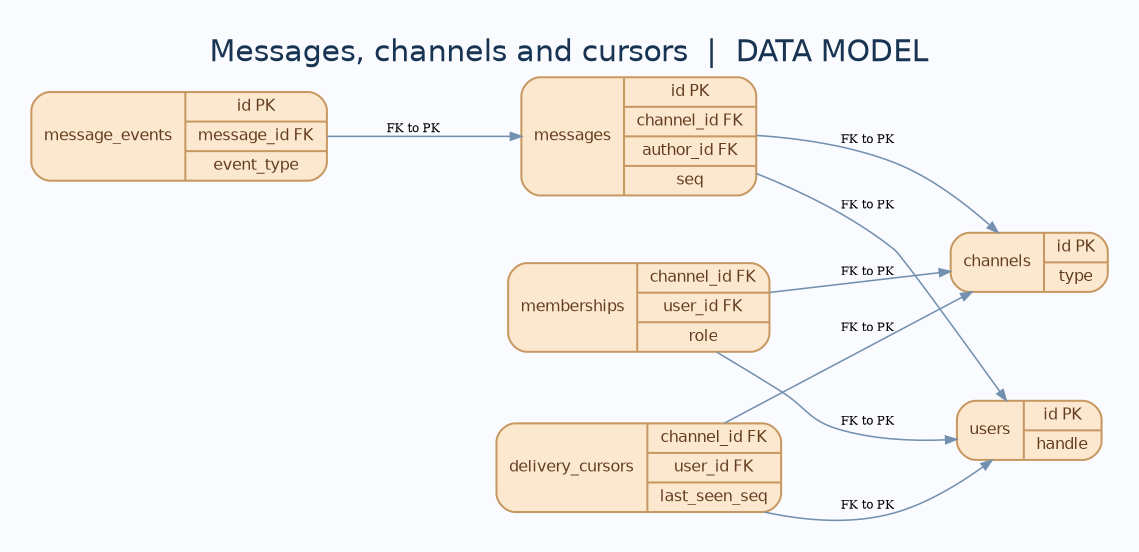 Messages, channels and cursors | DATA MODEL
message_events
id PK
message_id FK
event_type
FK to PK
messages
id PK
channel_id FK
author_id FK
seq
FK to PK
FK to PK
memberships
channel_id FK
user_id FK
role
FK to PK
FK to PK
delivery_cursors
channel_id FK
user_id FK
last_seen_seq
FK to PK
FK to PK
channels
id PK
type
users
id PK
handle